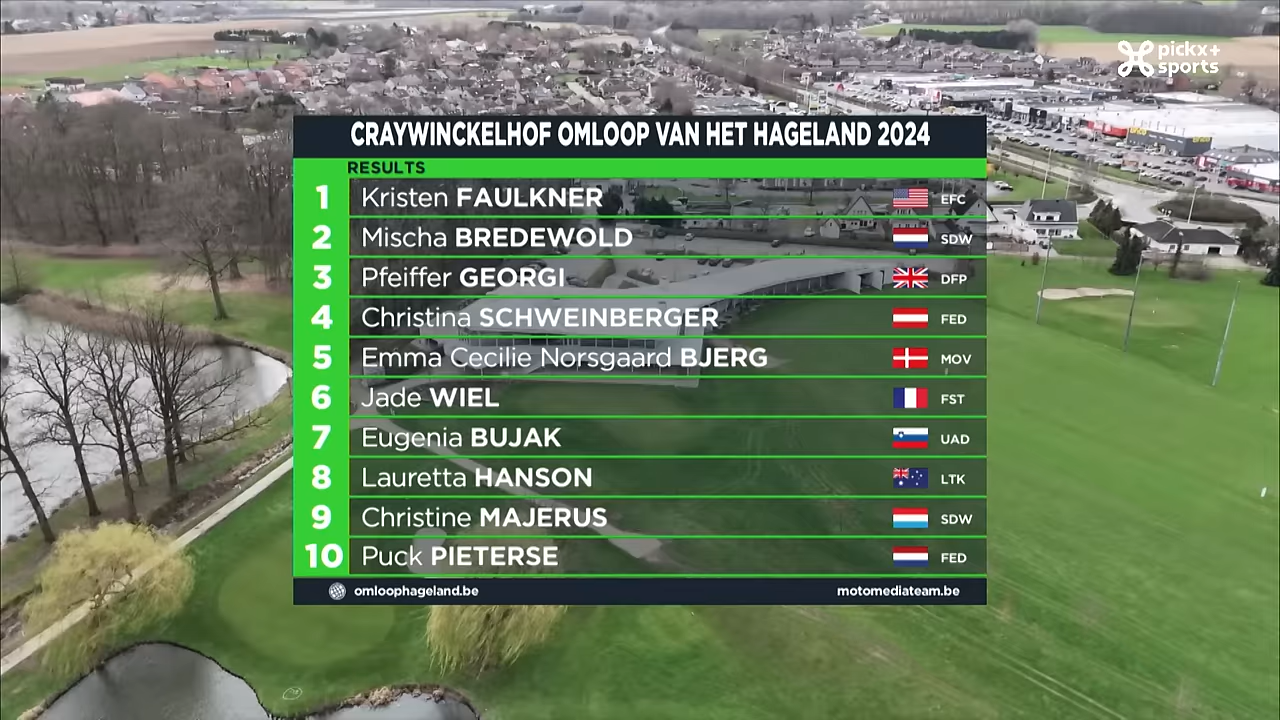 pickx+
sports
CRAYWINCKELHOF OMLOOP VAN HET HAGELAND 2024
RESULTS
1 Kristen FAULKNER EFC
2 Mischa BREDEWOLD SDW
3 Pfeiffer GEORGI DFP
4 Christina SCHWEINBERGER FED
5 Emma Cecilie Norsgaard BJERG MOV
6 Jade WIEL FST
7 Eugenia BUJAK UAD
8 Lauretta HANSON LTK
9 Christine MAJERUS SDW
10 Puck PIETERSE FED
omloophageland.be motomediateam.be